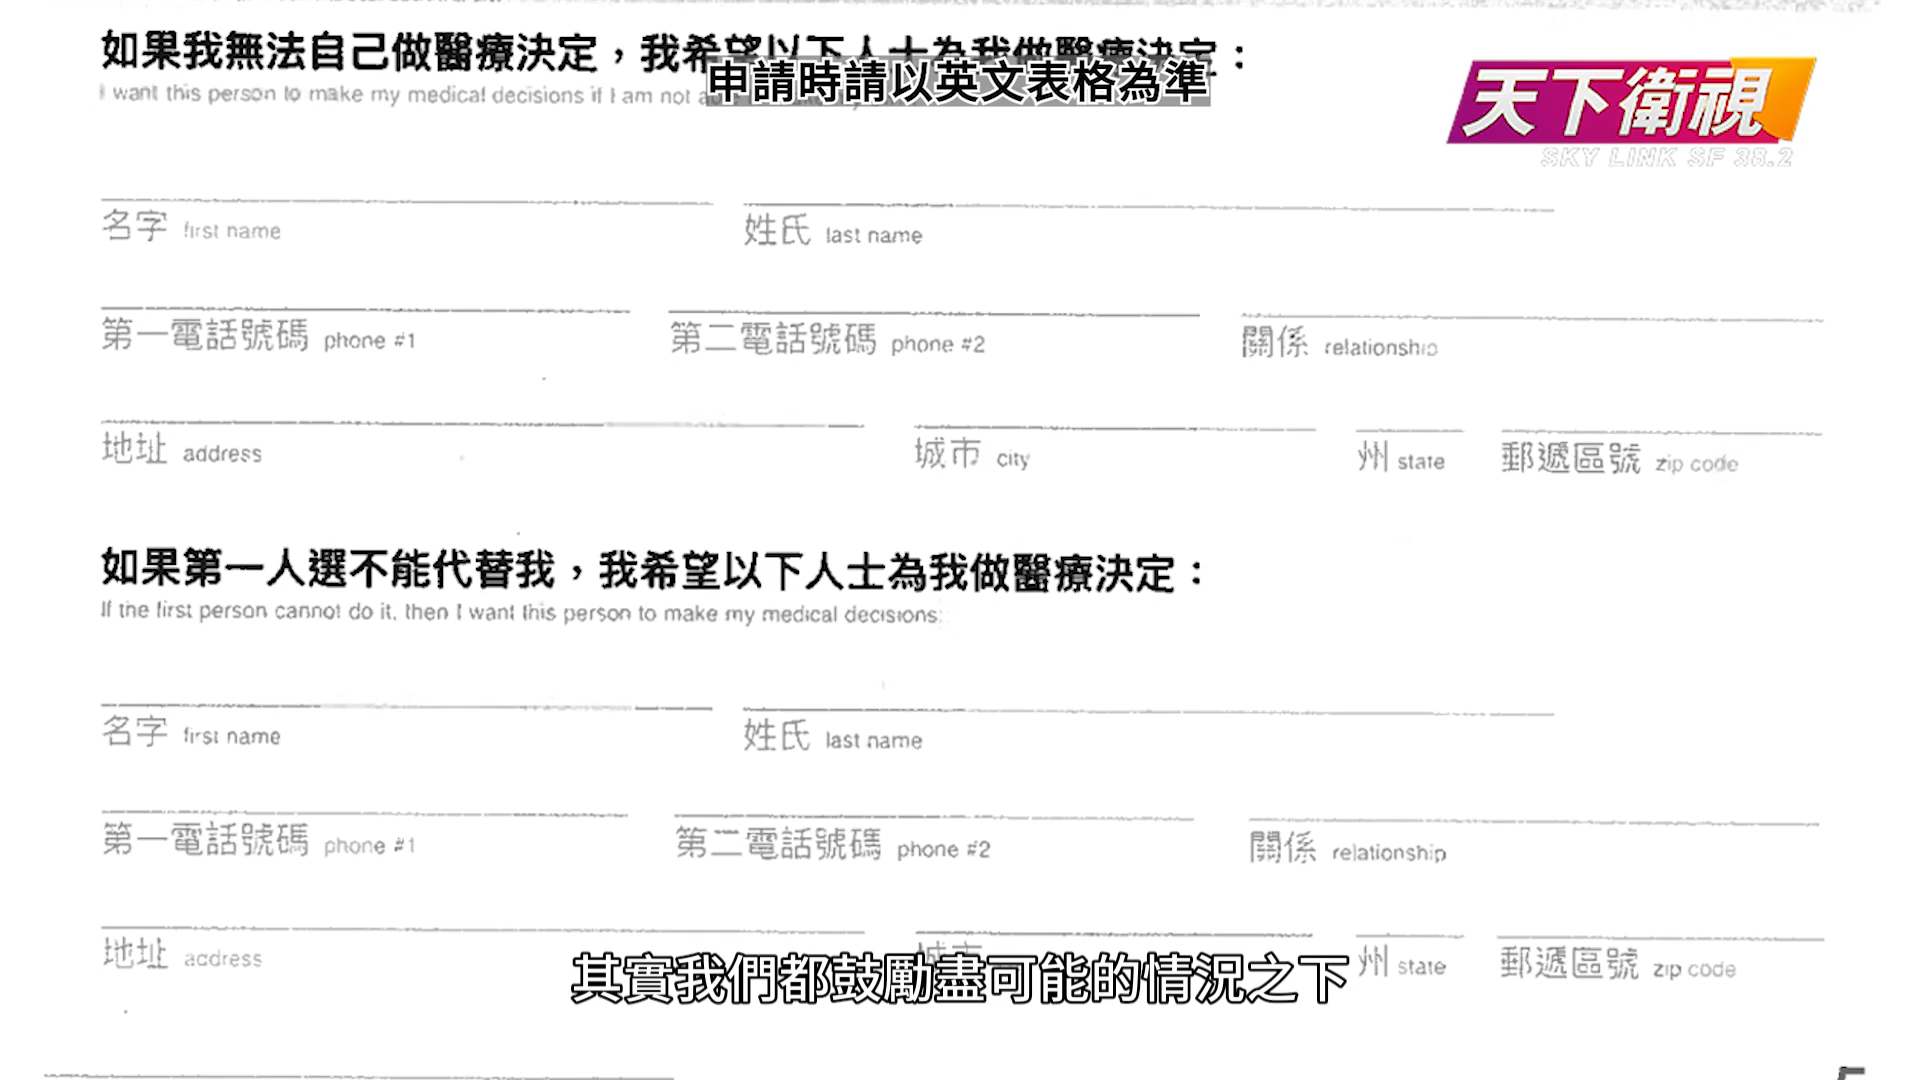 如果我無法自己做醫療決定，我希望以下人士為我做醫療決定：
申請時請以英文表格為準
I want this person to make my medical decisions if I am not
天下衛視
SKY LINK SF 38.2
名字 first name 姓氏 last name
第一電話號碼 phone #1 第二電話號碼 phone #2 關係 relationship
地址 address 城市 city 州 state 郵遞區號 zip code
如果第一人選不能代替我，我希望以下人士為我做醫療決定：
If the first person cannot do it, then I want this person to make my medical decisions:
名字 first name 姓氏 last name
第一電話號碼 phone #1 第二電話號碼 phone #2 關係 relationship
地址 address 城市 州 state 郵遞區號 zip code
其實我們都鼓勵盡可能的情況之下